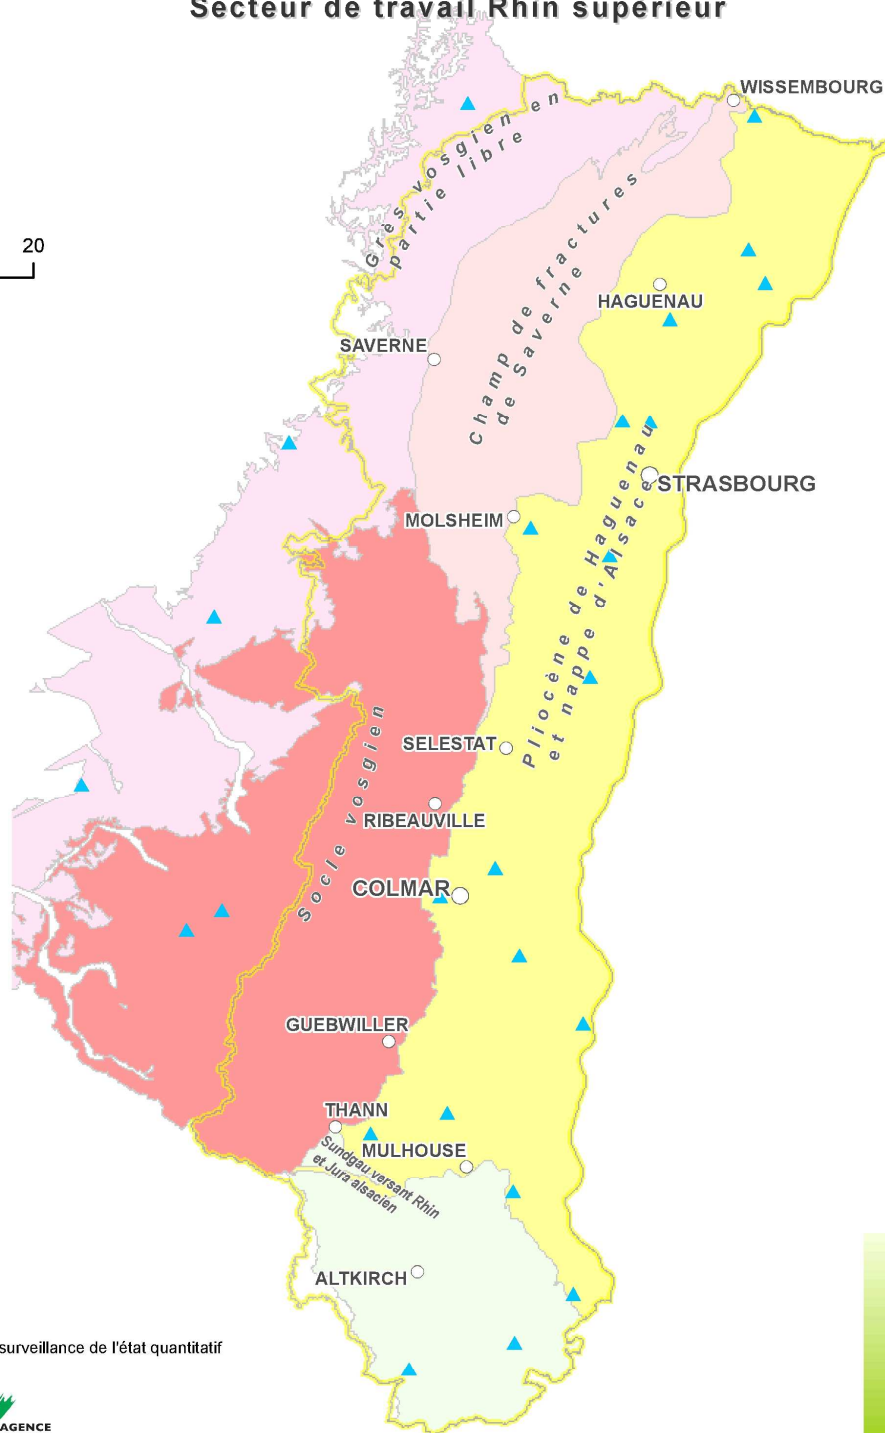 Secteur de travail Rhin supérieur
WISSEMBOURG
Grès vosgien en
partie libre
20
Champ de fractures
de Saverne
HAGUENAU
SAVERNE
STRASBOURG
MOLSHEIM
Pliocène de Haguenau
et nappe d'Alsace
SELESTAT
Socle vosgien
RIBEAUVILLE
COLMAR
GUEBWILLER
THANN
MULHOUSE
Sundgau versant Rhin
et Jura alsacien
ALTKIRCH
surveillance de l'état quantitatif
AGENCE